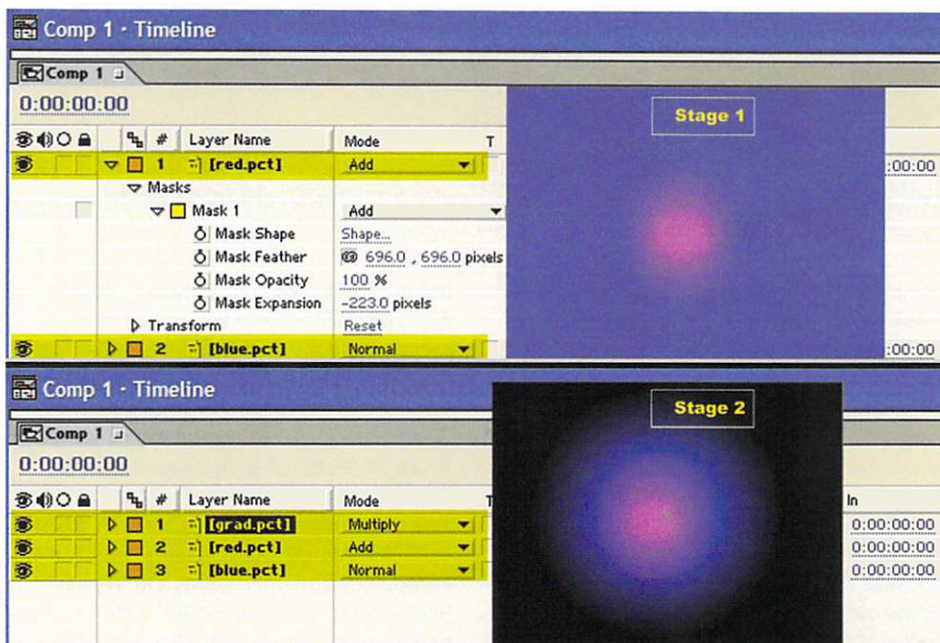 Comp 1 · Timeline
Comp 1
0:00:00:00
Stage 1
# Layer Name Mode T
1 [red.pct] Add :00:00
Masks
Mask 1 Add
Mask Shape Shape...
Mask Feather 696.0 , 696.0 pixels
Mask Opacity 100 %
Mask Expansion -223.0 pixels
Transform Reset
2 [blue.pct] Normal :00:00
Comp 1 · Timeline
Stage 2
Comp 1
0:00:00:00
# Layer Name Mode T In
1 [grad.pct] Multiply 0:00:00:00
2 [red.pct] Add 0:00:00:00
3 [blue.pct] Normal 0:00:00:00